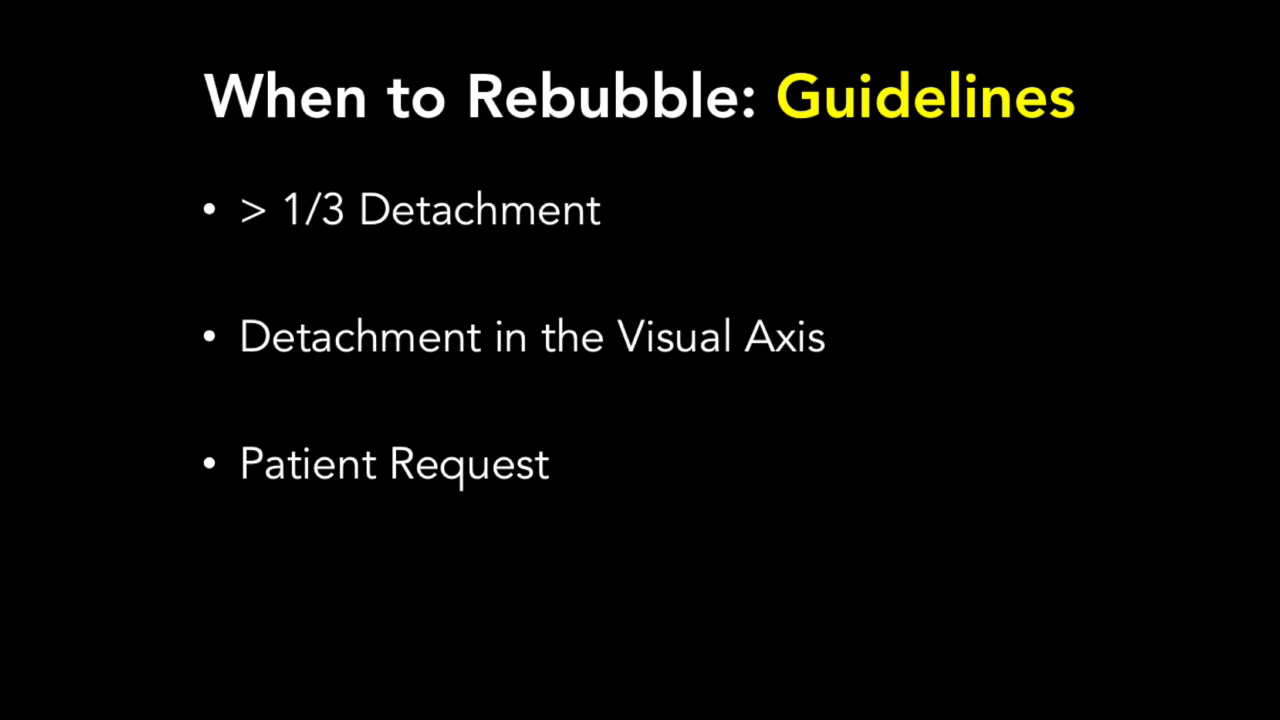 When to Rebubble: Guidelines
• > 1/3 Detachment
• Detachment in the Visual Axis
• Patient Request